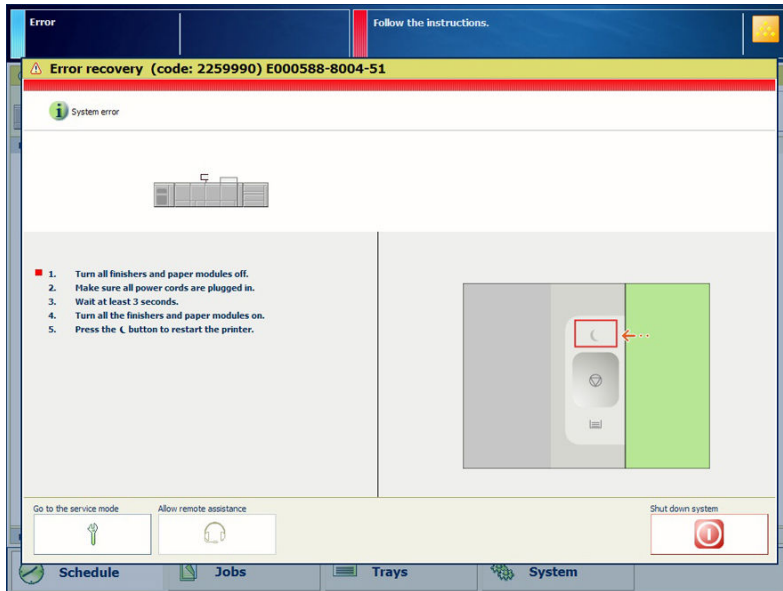 Error
Follow the instructions.
Error recovery (code: 2259990) E000588-8004-51
System error
1. Turn all finishers and paper modules off.
2. Make sure all power cords are plugged in.
3. Wait at least 3 seconds.
4. Turn all the finishers and paper modules on.
5. Press the ⏾ button to restart the printer.
Go to the service mode
Allow remote assistance
Shut down system
Schedule
Jobs
Trays
System